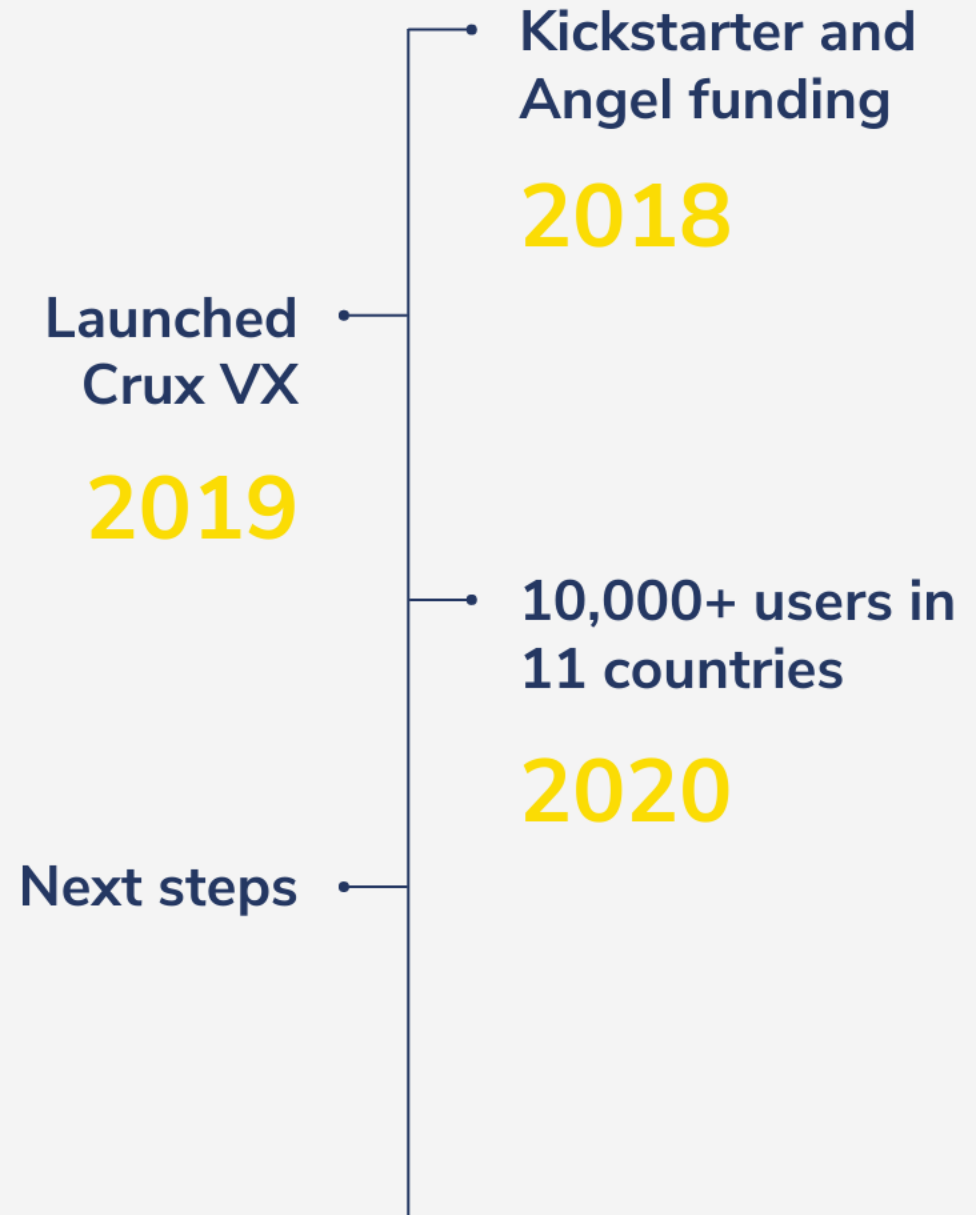 Kickstarter and
Angel funding
2018
Launched
Crux VX
2019
10,000+ users in
11 countries
2020
Next steps